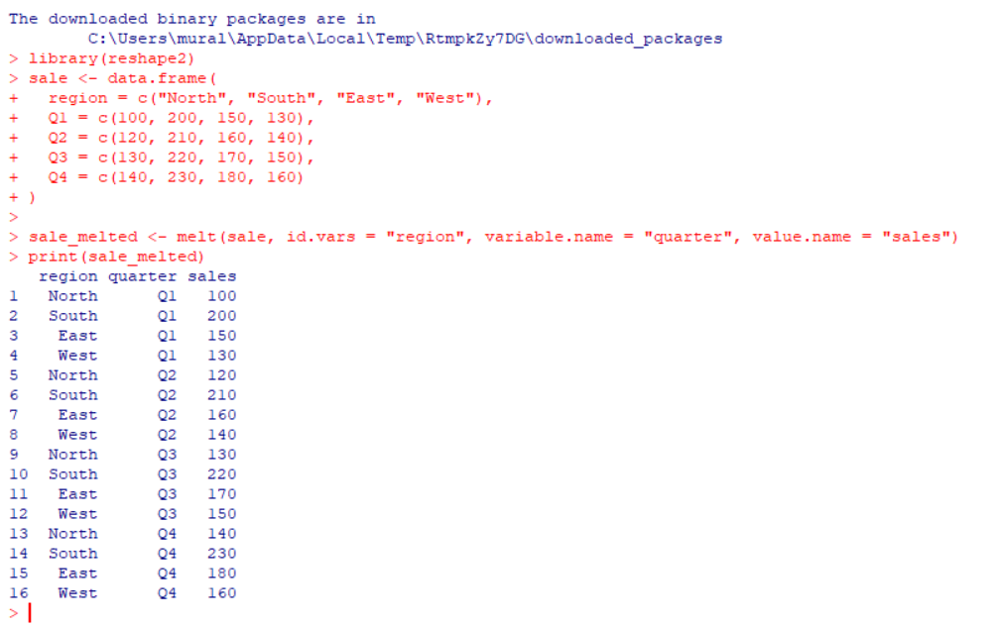 The downloaded binary packages are in
        C:\Users\mural\AppData\Local\Temp\RtmpkZy7DG\downloaded_packages
> library(reshape2)
> sale <- data.frame(
+   region = c("North", "South", "East", "West"),
+   Q1 = c(100, 200, 150, 130),
+   Q2 = c(120, 210, 160, 140),
+   Q3 = c(130, 220, 170, 150),
+   Q4 = c(140, 230, 180, 160)
+ )
>
> sale_melted <- melt(sale, id.vars = "region", variable.name = "quarter", value.name = "sales")
> print(sale_melted)
   region quarter sales
1   North      Q1   100
2   South      Q1   200
3    East      Q1   150
4    West      Q1   130
5   North      Q2   120
6   South      Q2   210
7    East      Q2   160
8    West      Q2   140
9   North      Q3   130
10  South      Q3   220
11   East      Q3   170
12   West      Q3   150
13  North      Q4   140
14  South      Q4   230
15   East      Q4   180
16   West      Q4   160
>